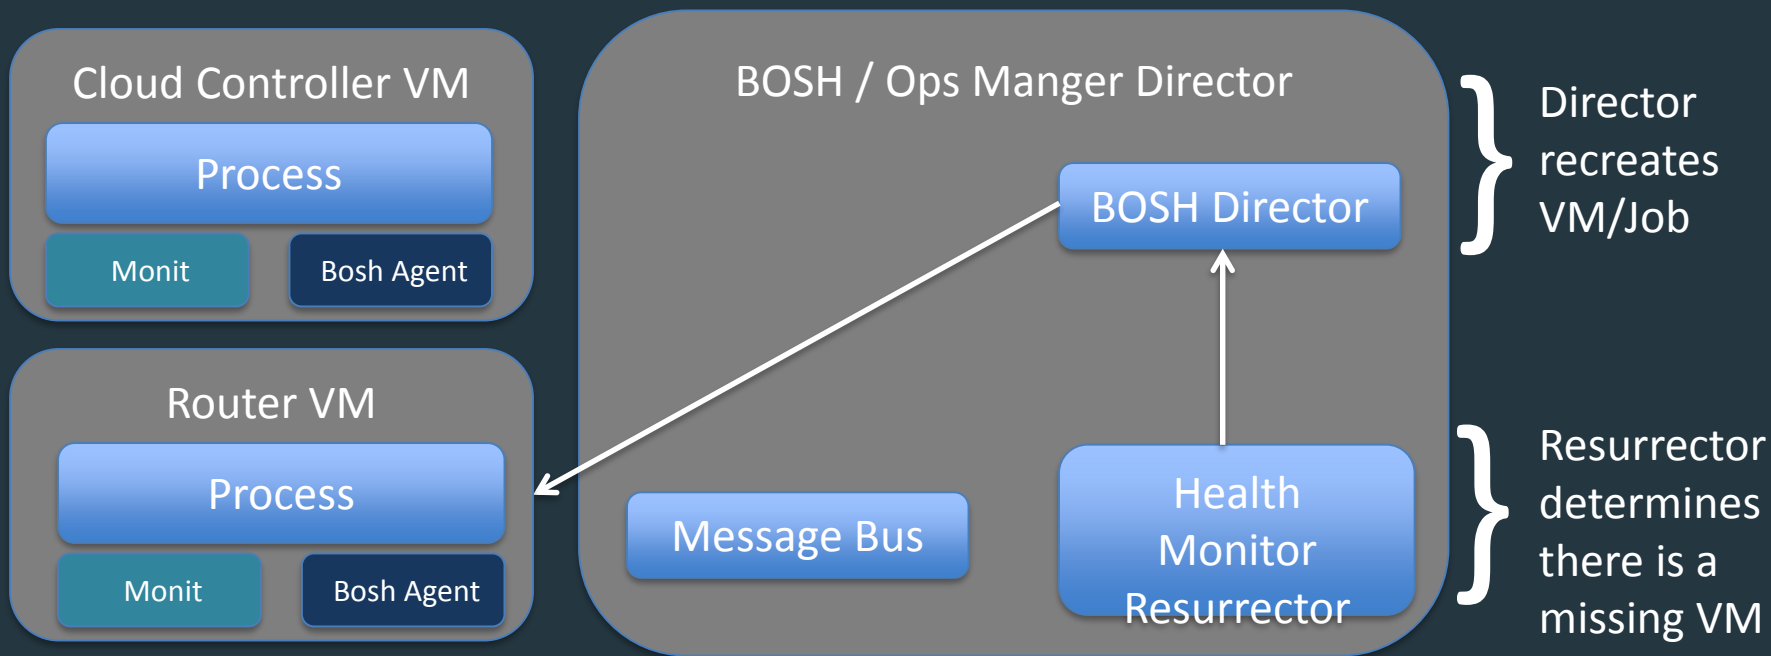 Cloud Controller VM
Process
Monit
Bosh Agent
Router VM
Process
Monit
Bosh Agent
BOSH / Ops Manger Director
BOSH Director
Message Bus
Health
Monitor
Resurrector
Director
recreates
VM/Job
Resurrector
determines
there is a
missing VM